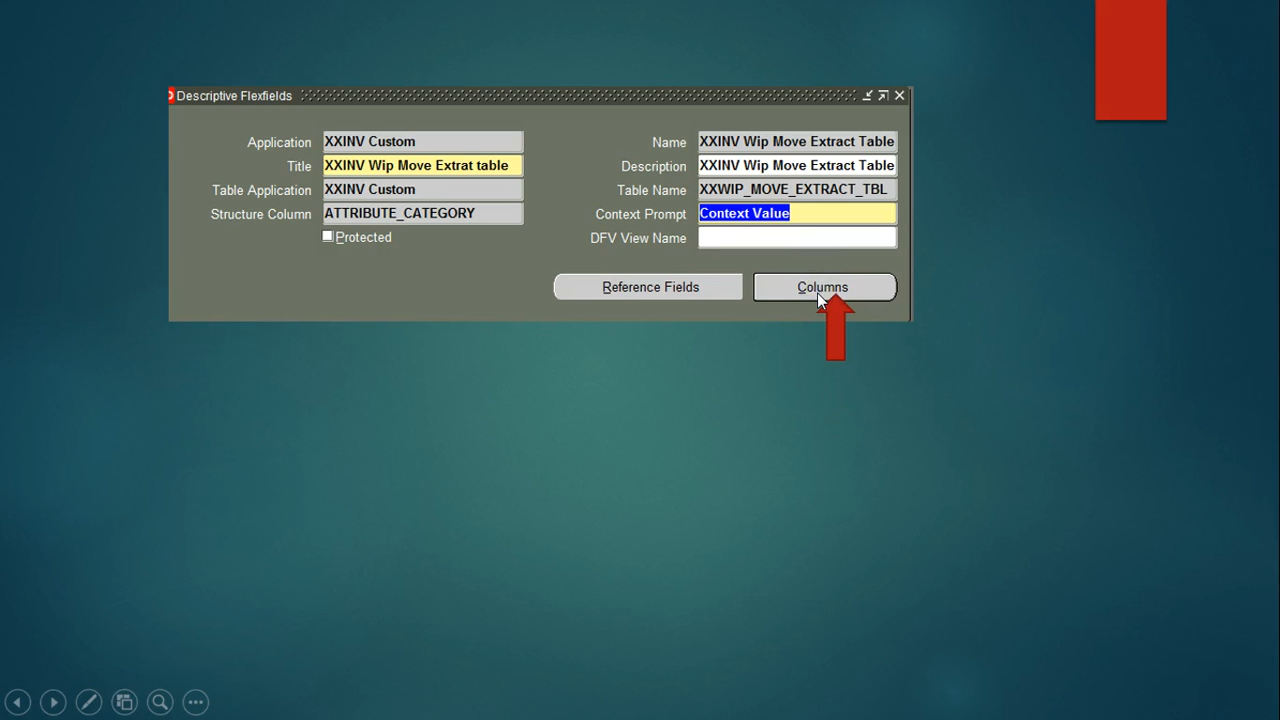 Descriptive Flexfields
Application XXINV Custom Name XXINV Wip Move Extract Table
Title XXINV Wip Move Extrat table Description XXINV Wip Move Extract Table
Table Application XXINV Custom Table Name XXWIP_MOVE_EXTRACT_TBL
Structure Column ATTRIBUTE_CATEGORY Context Prompt Context Value
Protected DFV View Name
Reference Fields Columns